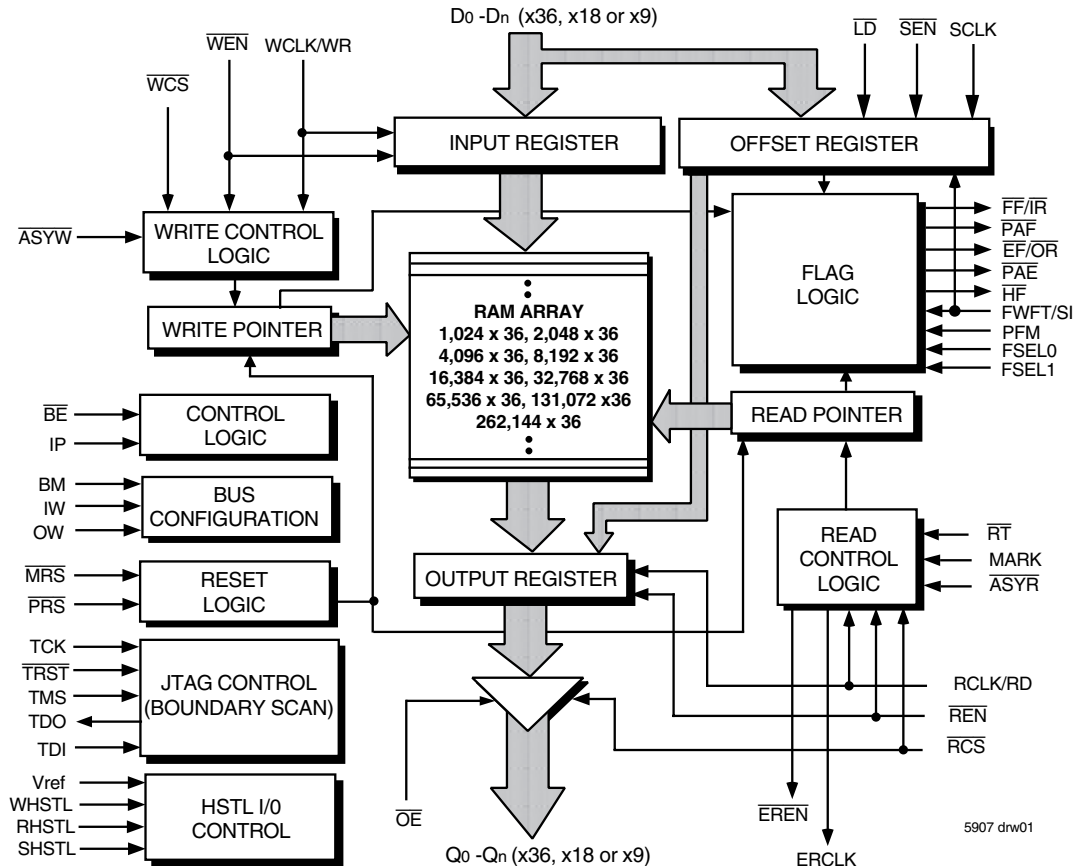 D0 -Dn (x36, x18 or x9)
WEN
WCLK/WR
LD
SEN
SCLK
WCS
INPUT REGISTER
OFFSET REGISTER
ASYW
WRITE CONTROL
LOGIC
WRITE POINTER
FLAG
LOGIC
FF/IR
PAF
EF/OR
PAE
HF
FWFT/SI
PFM
FSEL0
FSEL1
RAM ARRAY
1,024 x 36, 2,048 x 36
4,096 x 36, 8,192 x 36
16,384 x 36, 32,768 x 36
65,536 x 36, 131,072 x36
262,144 x 36
BE
IP
CONTROL
LOGIC
READ POINTER
BM
IW
OW
BUS
CONFIGURATION
READ
CONTROL
LOGIC
RT
MARK
ASYR
MRS
PRS
RESET
LOGIC
OUTPUT REGISTER
TCK
TRST
TMS
TDO
TDI
JTAG CONTROL
(BOUNDARY SCAN)
RCLK/RD
REN
RCS
Vref
WHSTL
RHSTL
SHSTL
HSTL I/0
CONTROL
OE
EREN
ERCLK
5907 drw01
Q0 -Qn (x36, x18 or x9)